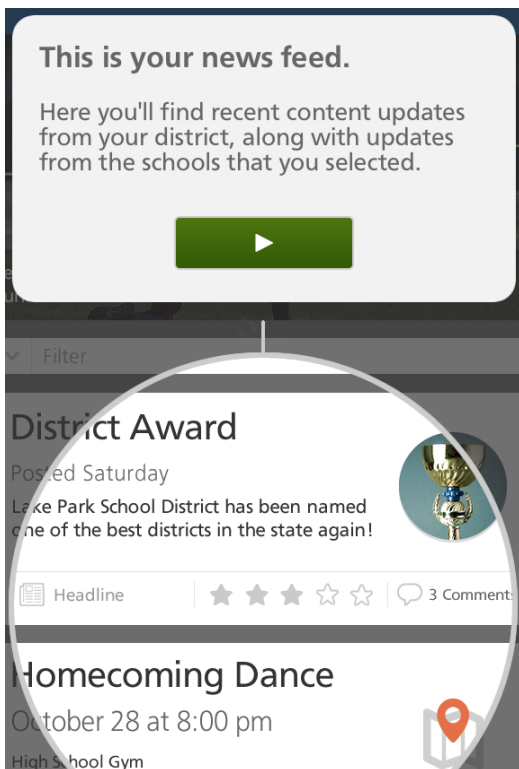 This is your news feed.
Here you'll find recent content updates
from your district, along with updates
from the schools that you selected.
Filter
District Award
Posted Saturday
Lake Park School District has been named
one of the best districts in the state again!
Headline
3 Comments
Homecoming Dance
October 28 at 8:00 pm
High School Gym